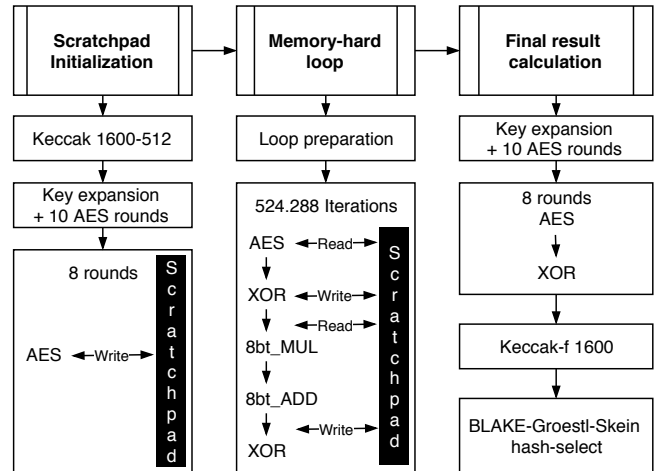 Scratchpad
Initialization
Memory-hard
loop
Final result
calculation
Keccak 1600-512
Key expansion
+ 10 AES rounds
8 rounds
AES
Write
Scratchpad
Loop preparation
524.288 Iterations
AES
Read
XOR
Write
Read
8bt_MUL
8bt_ADD
Write
XOR
Scratchpad
Key expansion
+ 10 AES rounds
8 rounds
AES
XOR
Keccak-f 1600
BLAKE-Groestl-Skein
hash-select